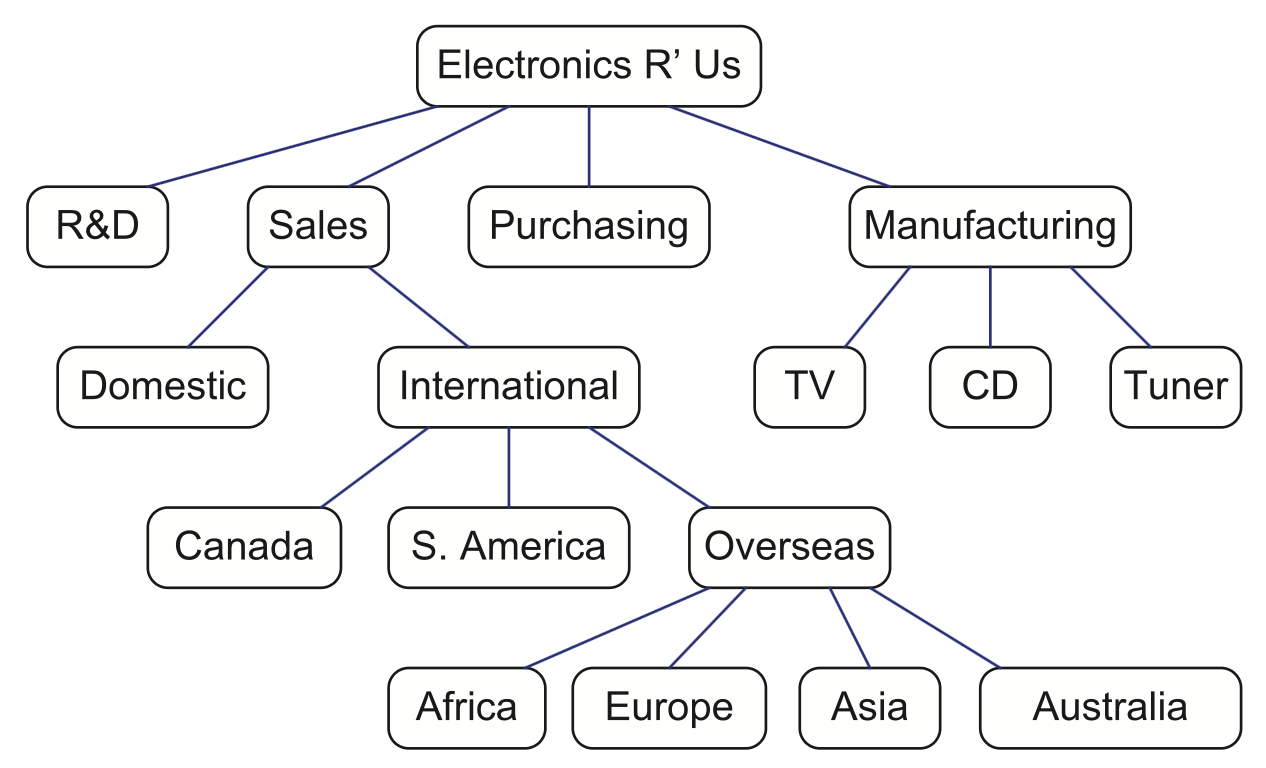 Electronics R’ Us
R&D
Sales
Purchasing
Manufacturing
Domestic
International
TV
CD
Tuner
Canada
S. America
Overseas
Africa
Europe
Asia
Australia